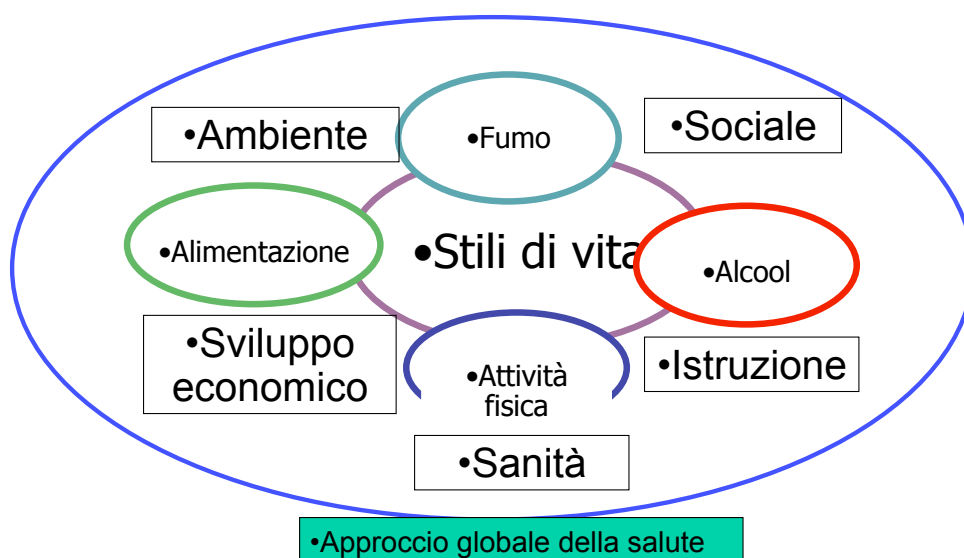 •Ambiente
•Fumo
•Sociale
•Alimentazione
•Stili di vita
•Alcool
•Sviluppo
economico
•Attività
fisica
•Istruzione
•Sanità
•Approccio globale della salute